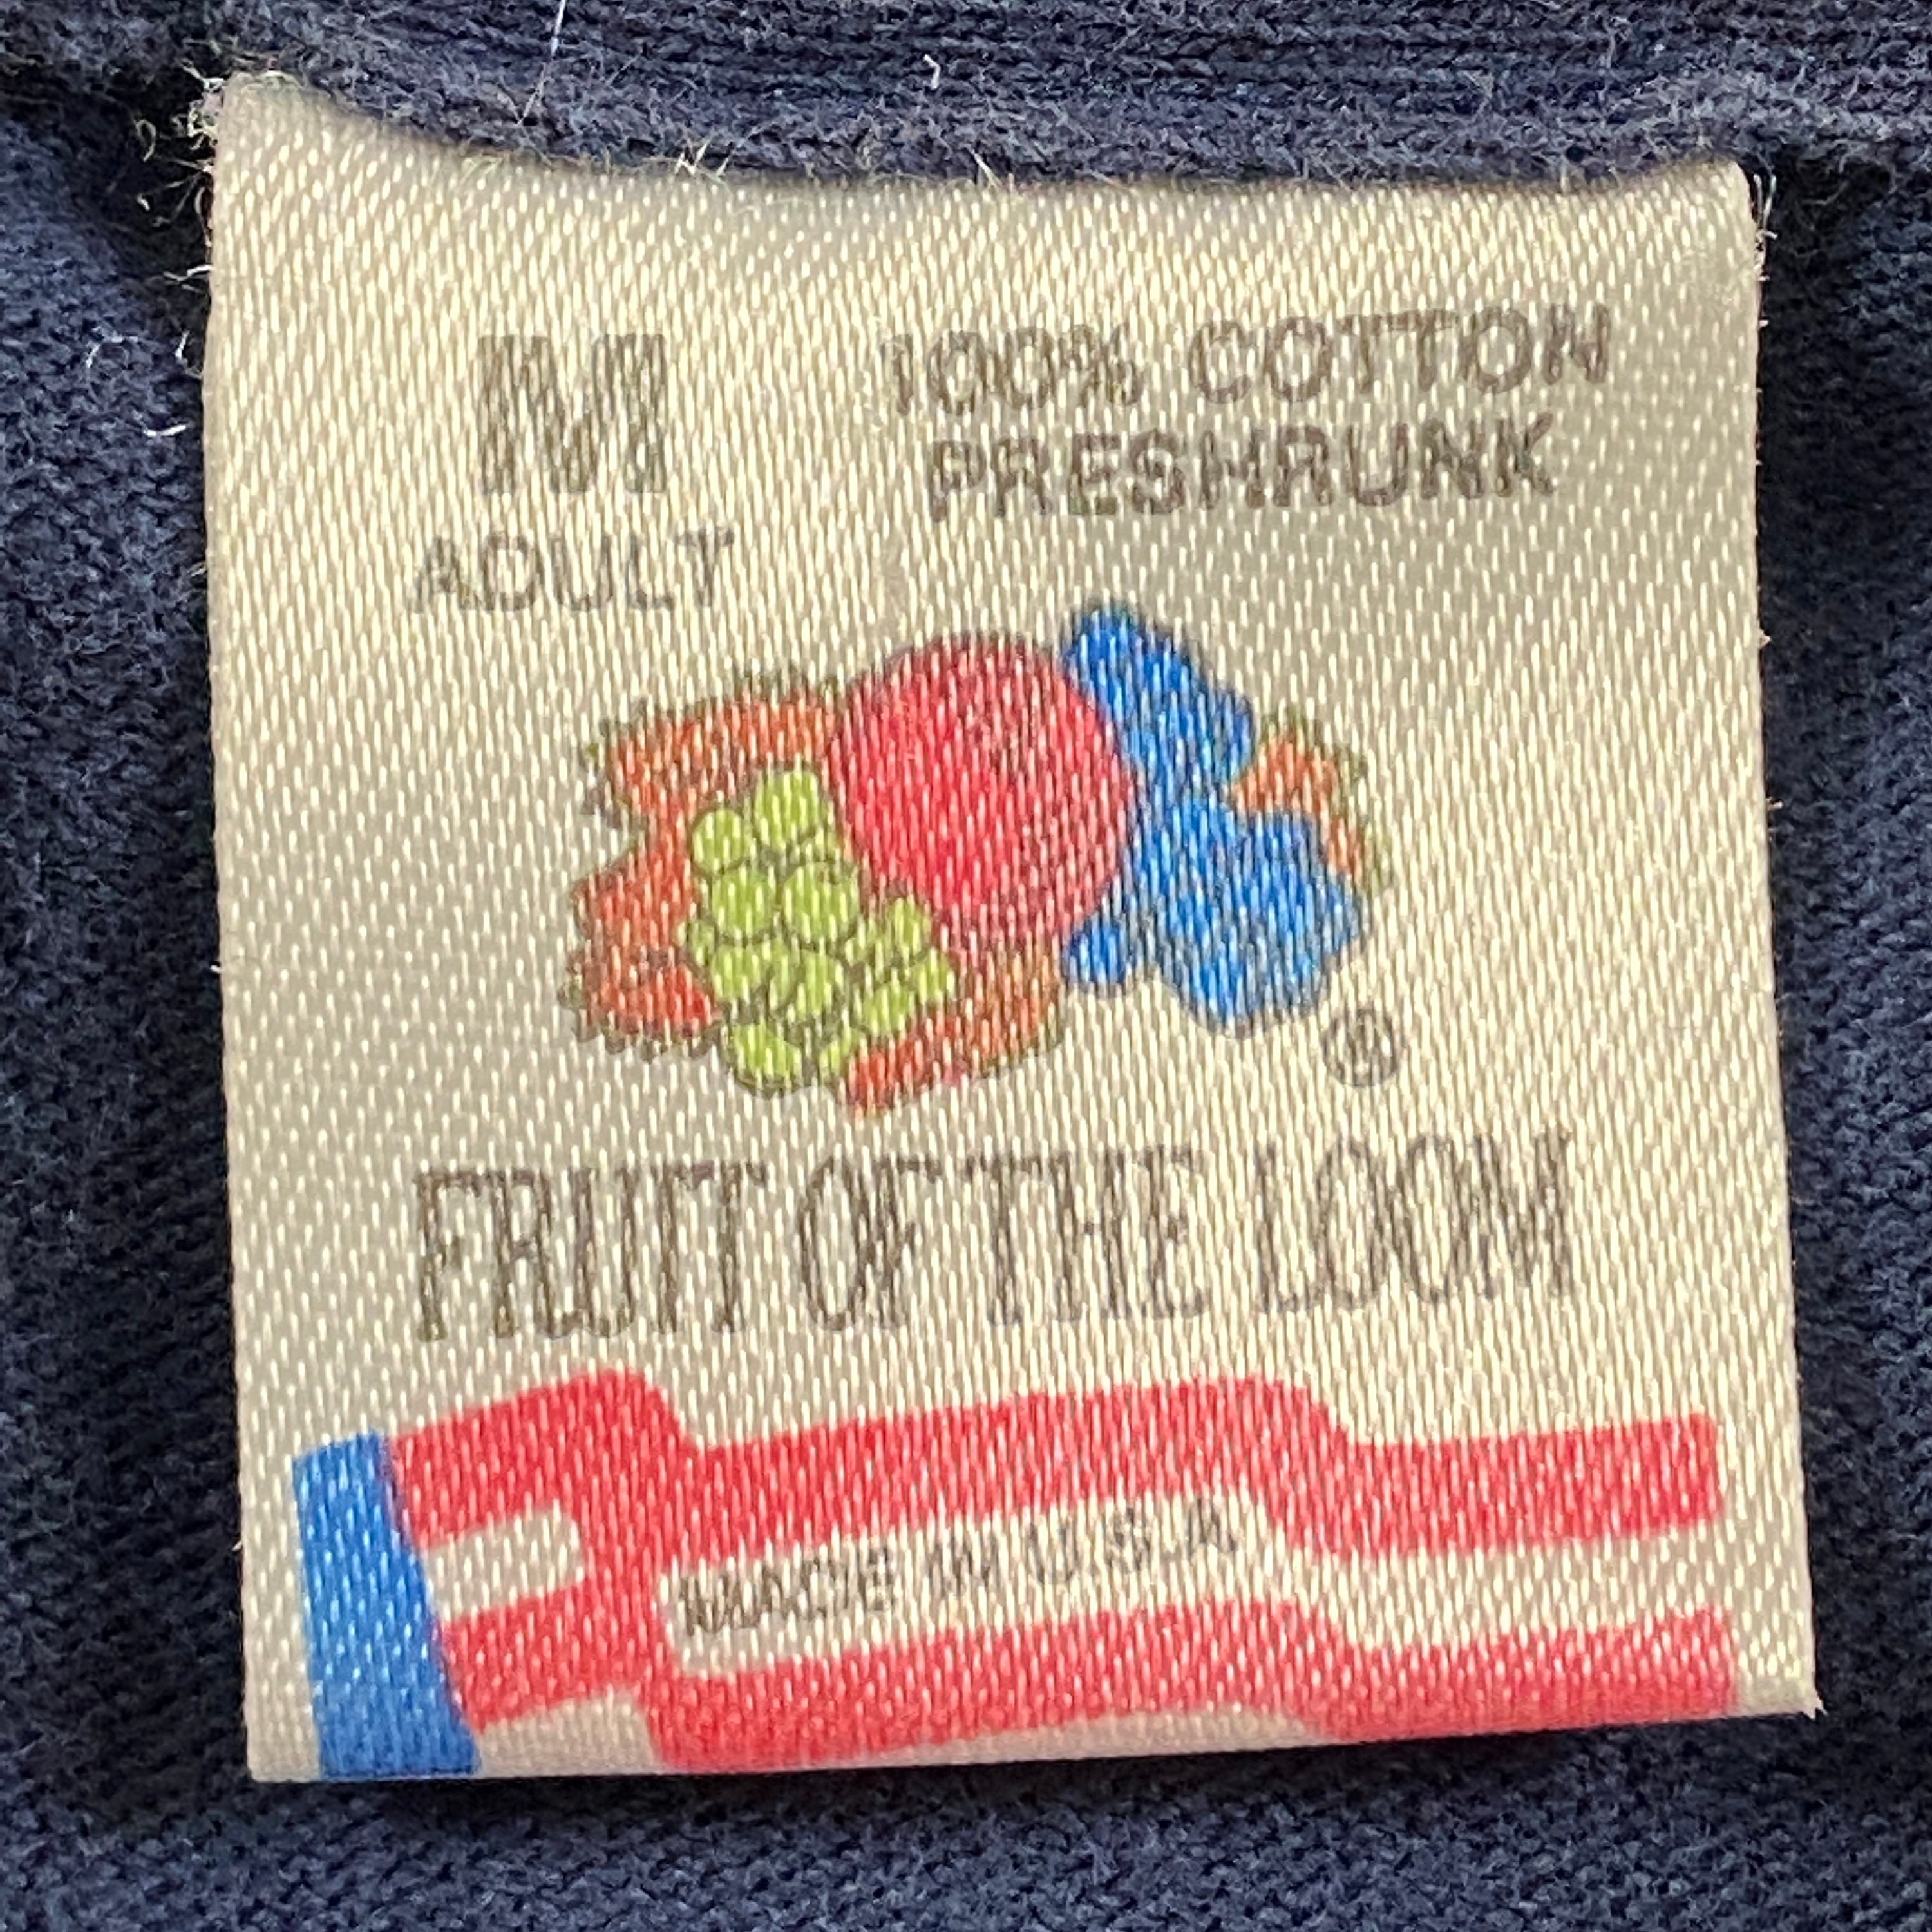 M
ADULT
100% COTTON
PRESHRUNK
®
FRUIT OF THE LOOM
MADE IN U.S.A